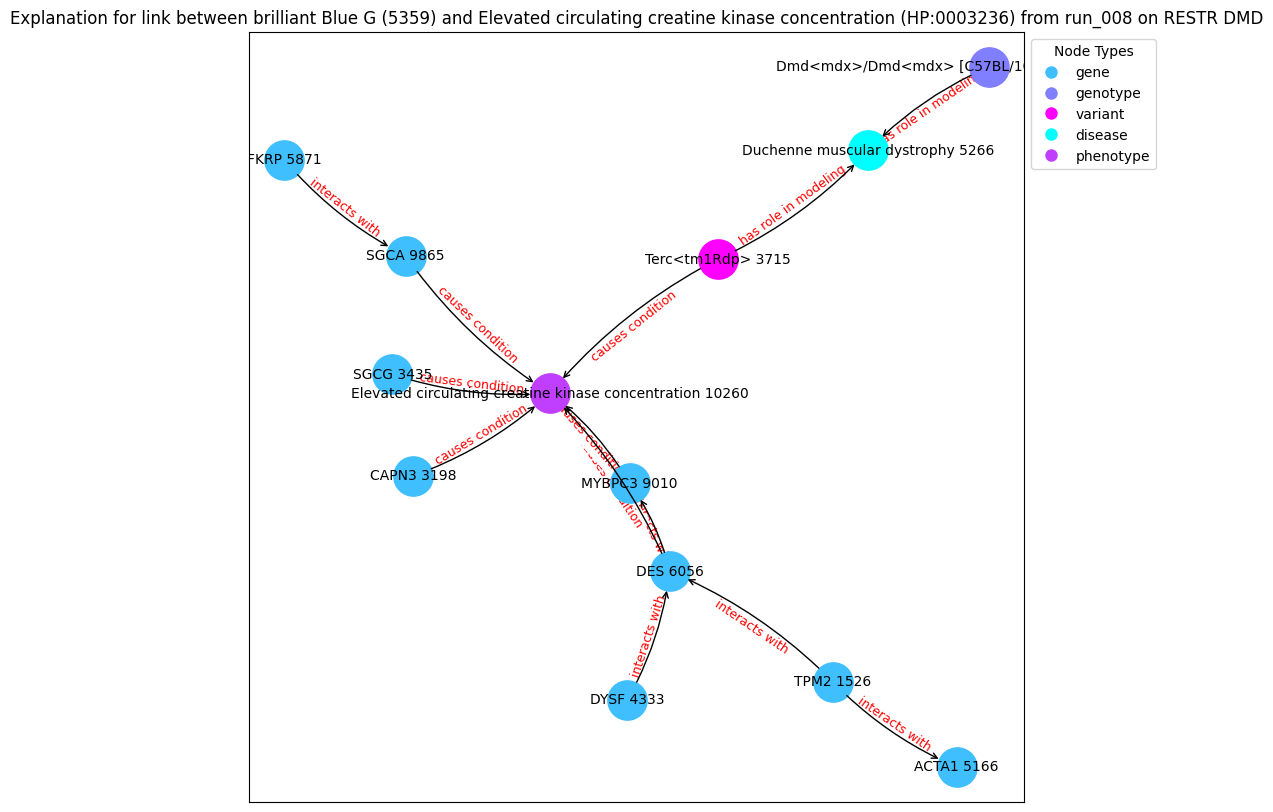 Explanation for link between brilliant Blue G (5359) and Elevated circulating creatine kinase concentration (HP:0003236) from run_008 on RESTR DMD
Node Types
gene
genotype
variant
disease
phenotype
Dmd<mdx>/Dmd<mdx> [C57BL/10
has role in modeling
Duchenne muscular dystrophy 5266
has role in modeling
FKRP 5871
interacts with
SGCA 9865
Terc<tm1Rdp> 3715
causes condition
causes condition
SGCG 3435
causes condition
Elevated circulating creatine kinase concentration 10260
causes condition
CAPN3 3198
causes condition
MYBPC3 9010
DES 6056
interacts with
interacts with
TPM2 1526
DYSF 4333
interacts with
ACTA1 5166